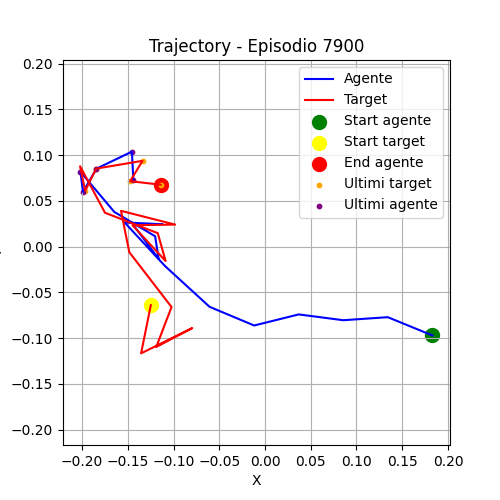 Trajectory - Episodio 7900
Agente
Target
Start agente
Start target
End agente
Ultimi target
Ultimi agente
0.20
0.15
0.10
0.05
0.00
−0.05
−0.10
−0.15
−0.20
−0.20 −0.15 −0.10 −0.05 0.00 0.05 0.10 0.15 0.20
X